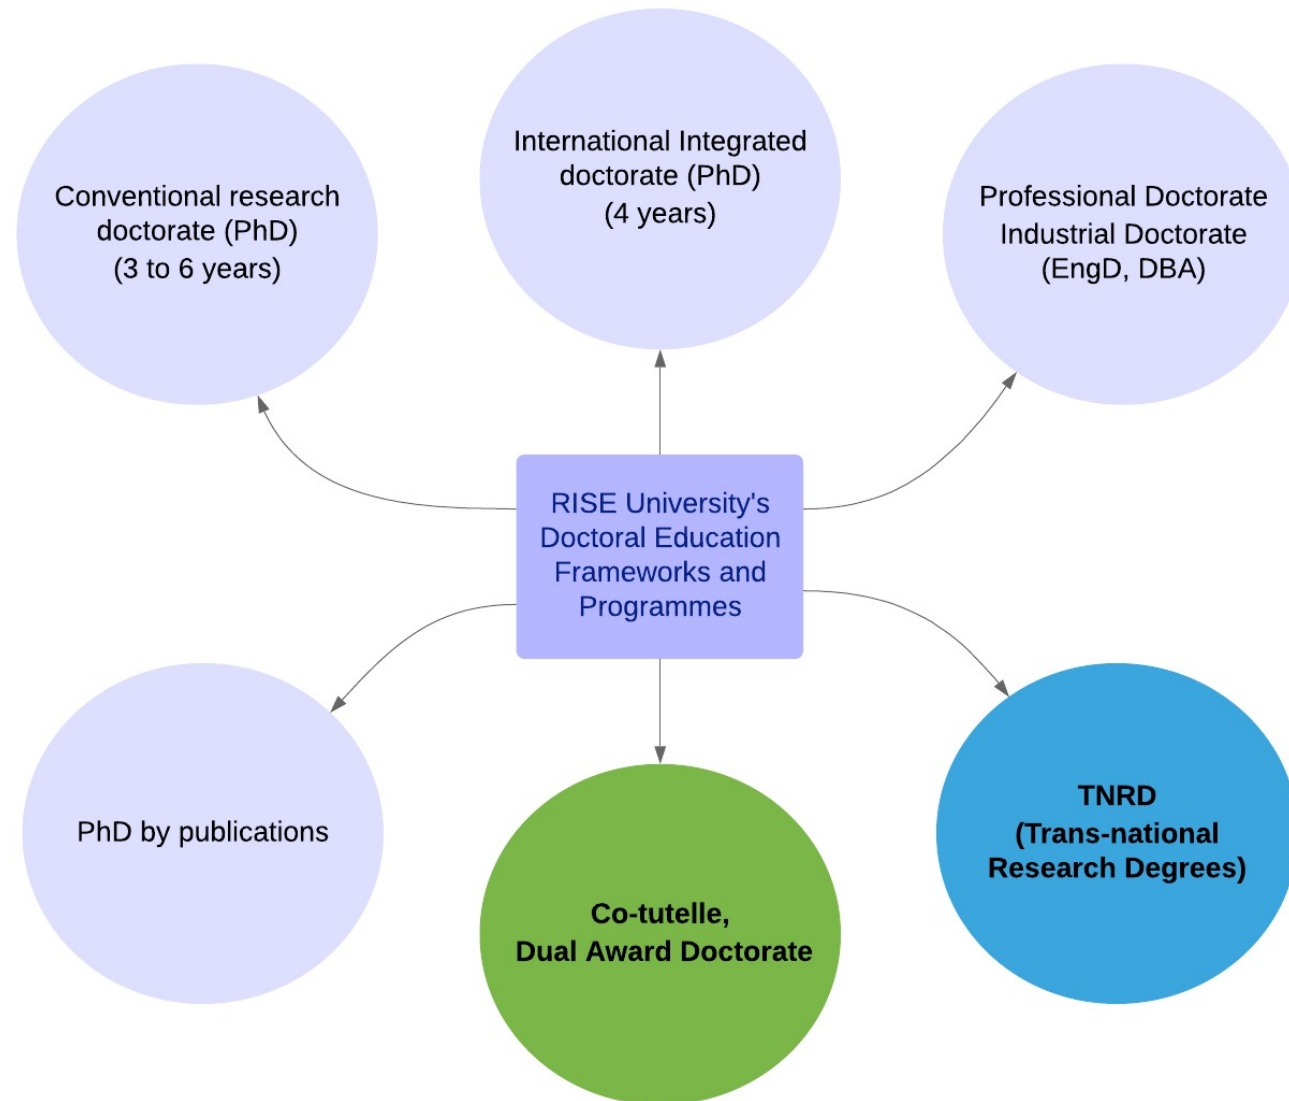 International Integrated
doctorate (PhD)
(4 years)
Conventional research
doctorate (PhD)
(3 to 6 years)
Professional Doctorate
Industrial Doctorate
(EngD, DBA)
RISE University's
Doctoral Education
Frameworks and
Programmes
PhD by publications
Co-tutelle,
Dual Award Doctorate
TNRD
(Trans-national
Research Degrees)